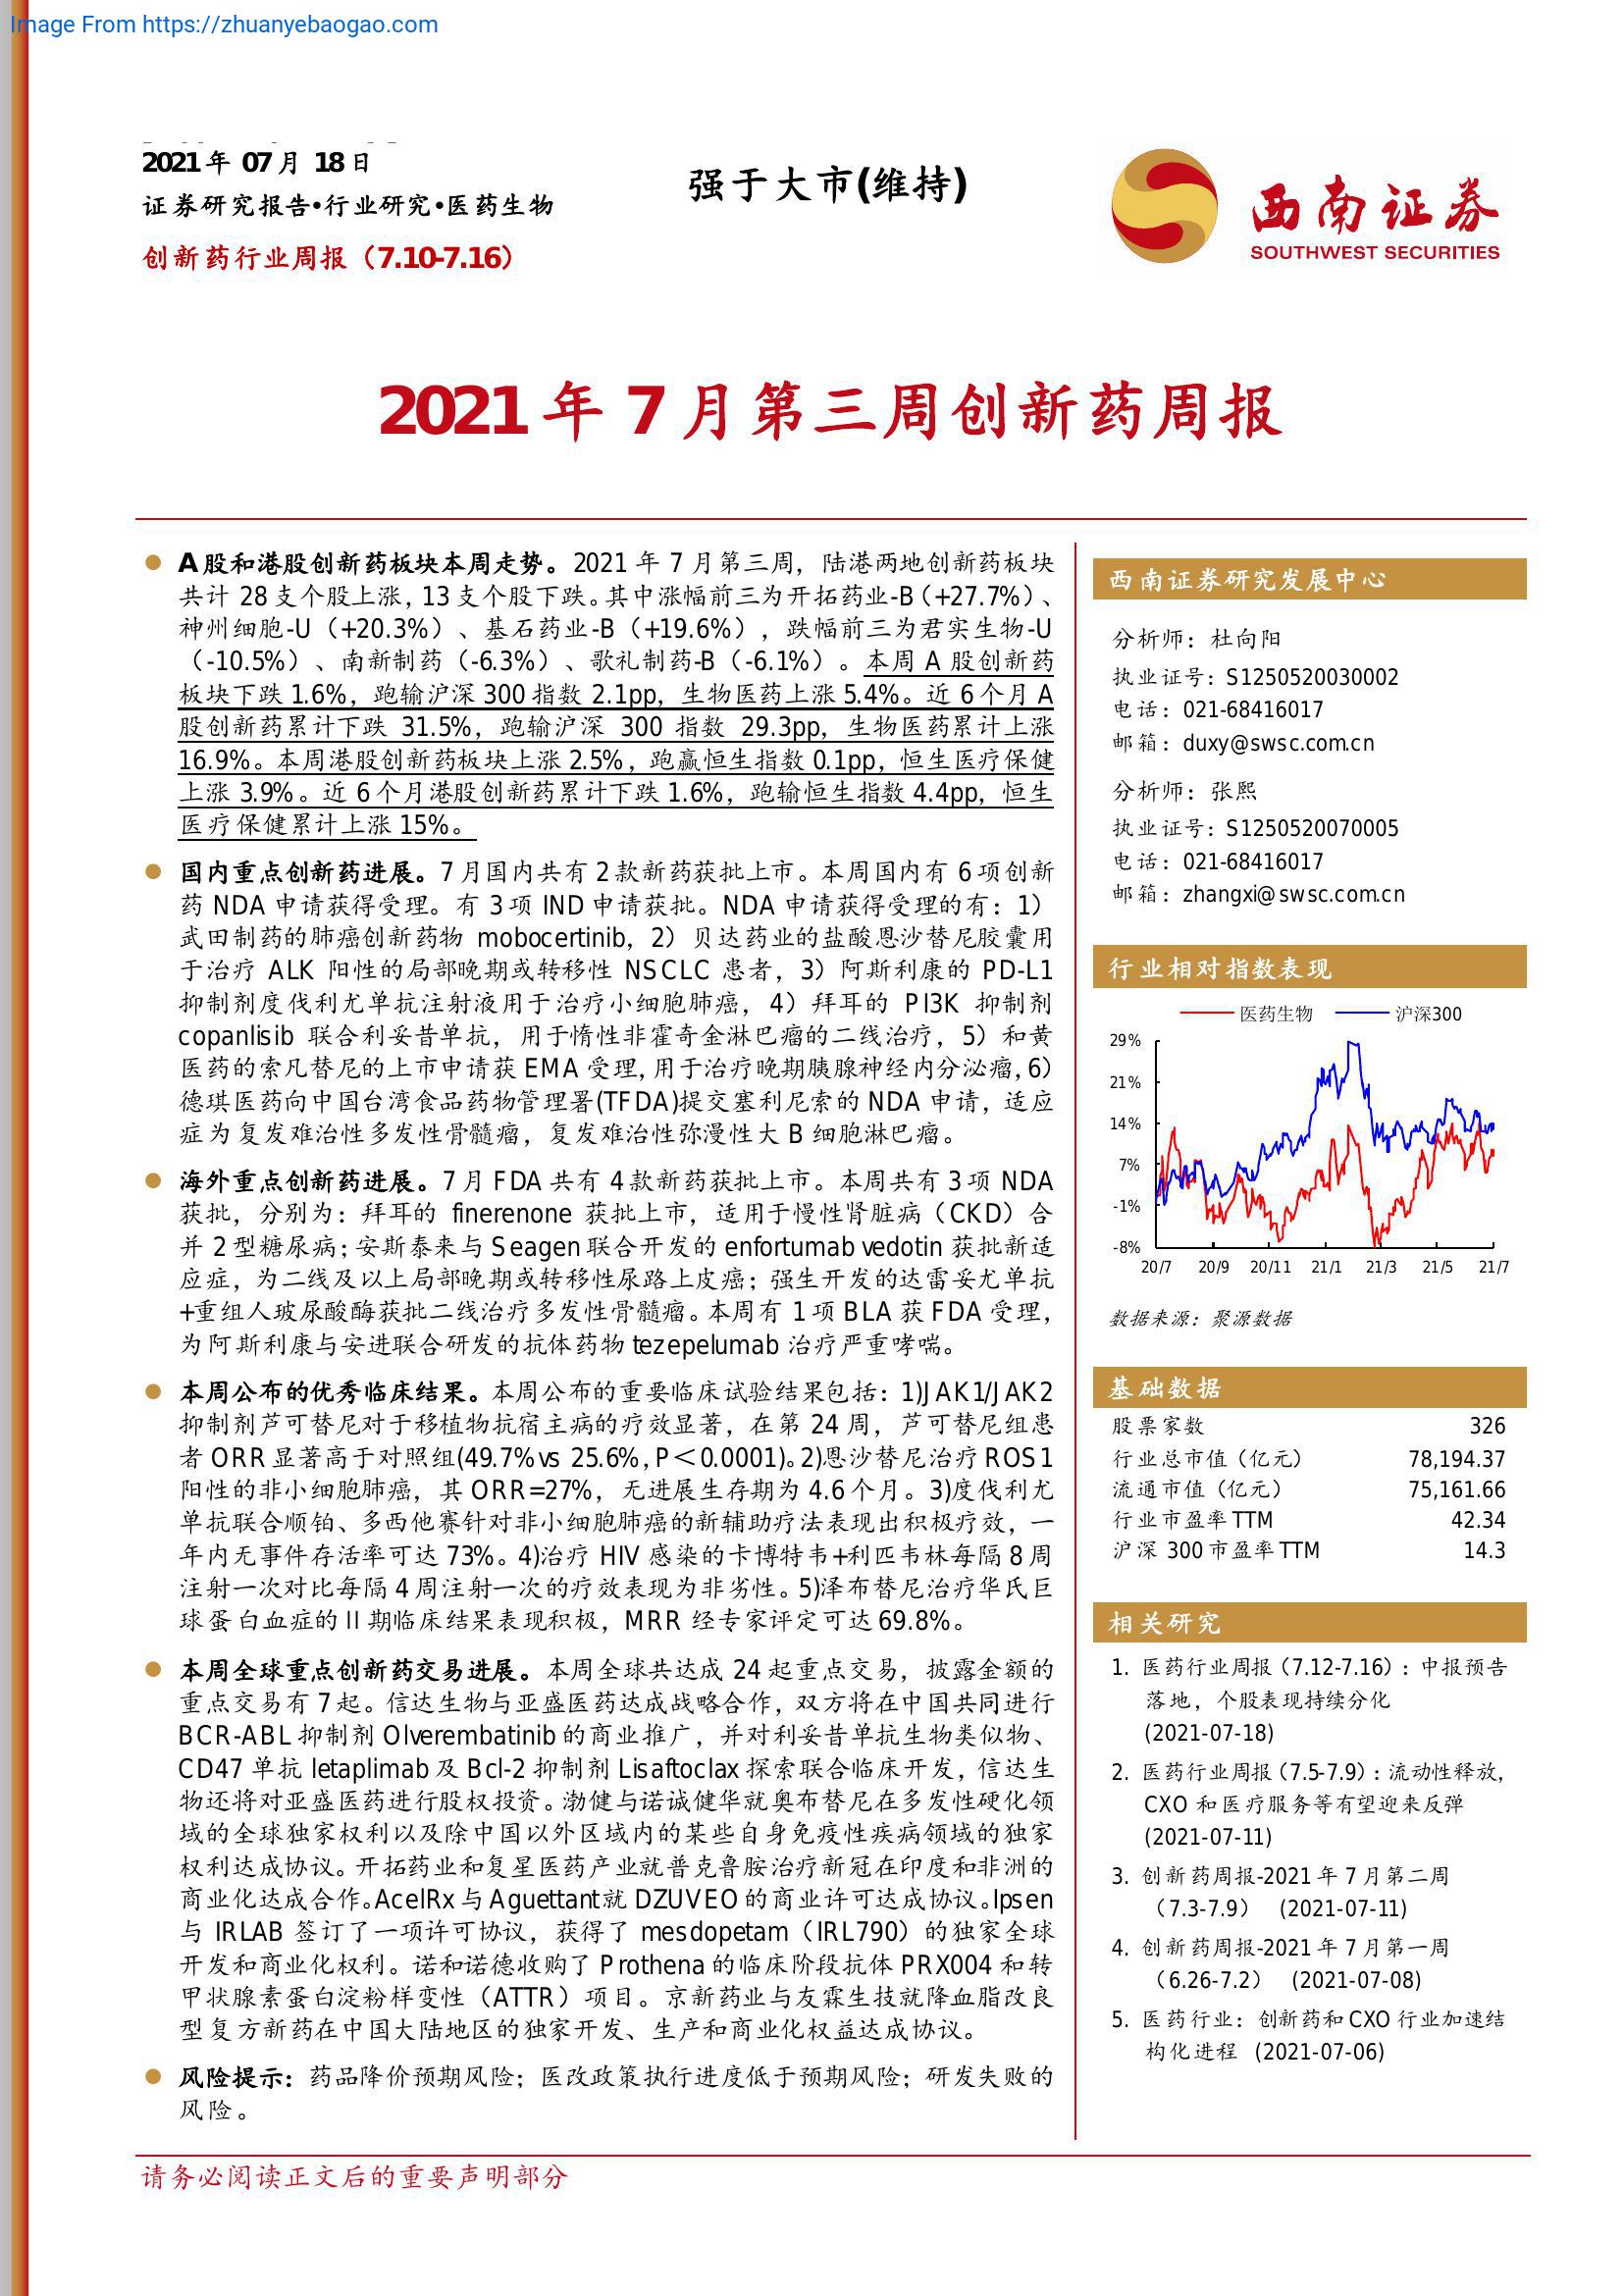 Image From https://zhuanyebaogao.com
2021年 07月 18日
证券研究报告•行业研究•医药生物
创新药行业周报（7.10-7.16）
强于大市(维持)
西南证券
SOUTHWEST SECURITIES
2021 年 7 月第三周创新药周报
A股和港股创新药板块本周走势。2021 年 7 月第三周，陆港两地创新药板块
共计 28支个股上涨，13支个股下跌。其中涨幅前三为开拓药业-B（+27.7%）、
神州细胞-U（+20.3%）、基石药业-B（+19.6%），跌幅前三为君实生物-U
（-10.5%）、南新制药（-6.3%）、歌礼制药-B（-6.1%）。本周 A 股创新药
板块下跌 1.6%，跑输沪深 300 指数 2.1pp，生物医药上涨 5.4%。近 6 个月 A
股创新药累计下跌 31.5%，跑输沪深 300 指数 29.3pp，生物医药累计上涨
16.9%。本周港股创新药板块上涨 2.5%，跑赢恒生指数 0.1pp，恒生医疗保健
上涨 3.9%。近 6 个月港股创新药累计下跌 1.6%，跑输恒生指数 4.4pp，恒生
医疗保健累计上涨 15%。
国内重点创新药进展。7 月国内共有 2 款新药获批上市。本周国内有 6 项创新
药 NDA 申请获得受理。有 3 项 IND 申请获批。NDA 申请获得受理的有：1）
武田制药的肺癌创新药物 mobocertinib，2）贝达药业的盐酸恩沙替尼胶囊用
于治疗 ALK 阳性的局部晚期或转移性 NSCLC 患者，3）阿斯利康的 PD-L1
抑制剂度伐利尤单抗注射液用于治疗小细胞肺癌，4）拜耳的 PI3K 抑制剂
copanlisib 联合利妥昔单抗，用于惰性非霍奇金淋巴瘤的二线治疗，5）和黄
医药的索凡替尼的上市申请获 EMA 受理，用于治疗晚期胰腺神经内分泌瘤，6）
德琪医药向中国台湾食品药物管理署(TFDA)提交塞利尼索的 NDA 申请，适应
症为复发难治性多发性骨髓瘤，复发难治性弥漫性大 B 细胞淋巴瘤。
海外重点创新药进展。7 月 FDA 共有 4 款新药获批上市。本周共有 3 项 NDA
获批，分别为：拜耳的 finerenone 获批上市，适用于慢性肾脏病（CKD）合
并 2 型糖尿病；安斯泰来与 Seagen 联合开发的 enfortumab vedotin 获批新适
应症，为二线及以上局部晚期或转移性尿路上皮癌；强生开发的达雷妥尤单抗
+重组人玻尿酸酶获批二线治疗多发性骨髓瘤。本周有 1 项 BLA 获 FDA 受理，
为阿斯利康与安进联合研发的抗体药物 tezepelumab 治疗严重哮喘。
本周公布的优秀临床结果。本周公布的重要临床试验结果包括：1)JAK1/JAK2
抑制剂芦可替尼对于移植物抗宿主病的疗效显著，在第 24 周，芦可替尼组患
者 ORR 显著高于对照组(49.7% vs 25.6%，P＜0.0001)。2)恩沙替尼治疗 ROS1
阳性的非小细胞肺癌，其 ORR=27%，无进展生存期为 4.6 个月。3)度伐利尤
单抗联合顺铂、多西他赛针对非小细胞肺癌的新辅助疗法表现出积极疗效，一
年内无事件存活率可达 73%。4)治疗 HIV 感染的卡博特韦+利匹韦林每隔 8 周
注射一次对比每隔 4 周注射一次的疗效表现为非劣性。5)泽布替尼治疗华氏巨
球蛋白血症的 II 期临床结果表现积极，MRR 经专家评定可达 69.8%。
本周全球重点创新药交易进展。本周全球共达成 24 起重点交易，披露金额的
重点交易有 7 起。信达生物与亚盛医药达成战略合作，双方将在中国共同进行
BCR-ABL 抑制剂 Olverembatinib 的商业推广，并对利妥昔单抗生物类似物、
CD47 单抗 letaplimab 及 Bcl-2 抑制剂 Lisaftoclax 探索联合临床开发，信达生
物还将对亚盛医药进行股权投资。渤健与诺诚健华就奥布替尼在多发性硬化领
域的全球独家权利以及除中国以外区域内的某些自身免疫性疾病领域的独家
权利达成协议。开拓药业和复星医药产业就普克鲁胺治疗新冠在印度和非洲的
商业化达成合作。AcelRx 与 Aguettant就 DZUVEO 的商业许可达成协议。Ipsen
与 IRLAB 签订了一项许可协议，获得了 mesdopetam（IRL790）的独家全球
开发和商业化权利。诺和诺德收购了 Prothena 的临床阶段抗体 PRX004 和转
甲状腺素蛋白淀粉样变性（ATTR）项目。京新药业与友霖生技就降血脂改良
型复方新药在中国大陆地区的独家开发、生产和商业化权益达成协议。
风险提示：药品降价预期风险；医改政策执行进度低于预期风险；研发失败的
风险。
西南证券研究发展中心
分析师：杜向阳
执业证号：S1250520030002
电话：021-68416017
邮箱：duxy@swsc.com.cn
分析师：张熙
执业证号：S1250520070005
电话：021-68416017
邮箱：zhangxi@swsc.com.cn
行业相对指数表现
医药生物 沪深300
29%
21%
14%
7%
-1%
-8%
20/7 20/9 20/11 21/1 21/3 21/5 21/7
数据来源：聚源数据
基础数据
股票家数 326
行业总市值（亿元） 78,194.37
流通市值（亿元） 75,161.66
行业市盈率TTM 42.34
沪深 300市盈率TTM 14.3
相关研究
1. 医药行业周报（7.12-7.16）：中报预告
落地，个股表现持续分化
(2021-07-18)
2. 医药行业周报（7.5-7.9）：流动性释放，
CXO 和医疗服务等有望迎来反弹
(2021-07-11)
3. 创新药周报-2021 年 7 月第二周
（7.3-7.9） (2021-07-11)
4. 创新药周报-2021 年 7 月第一周
（6.26-7.2） (2021-07-08)
5. 医药行业：创新药和 CXO 行业加速结
构化进程 (2021-07-06)
请务必阅读正文后的重要声明部分